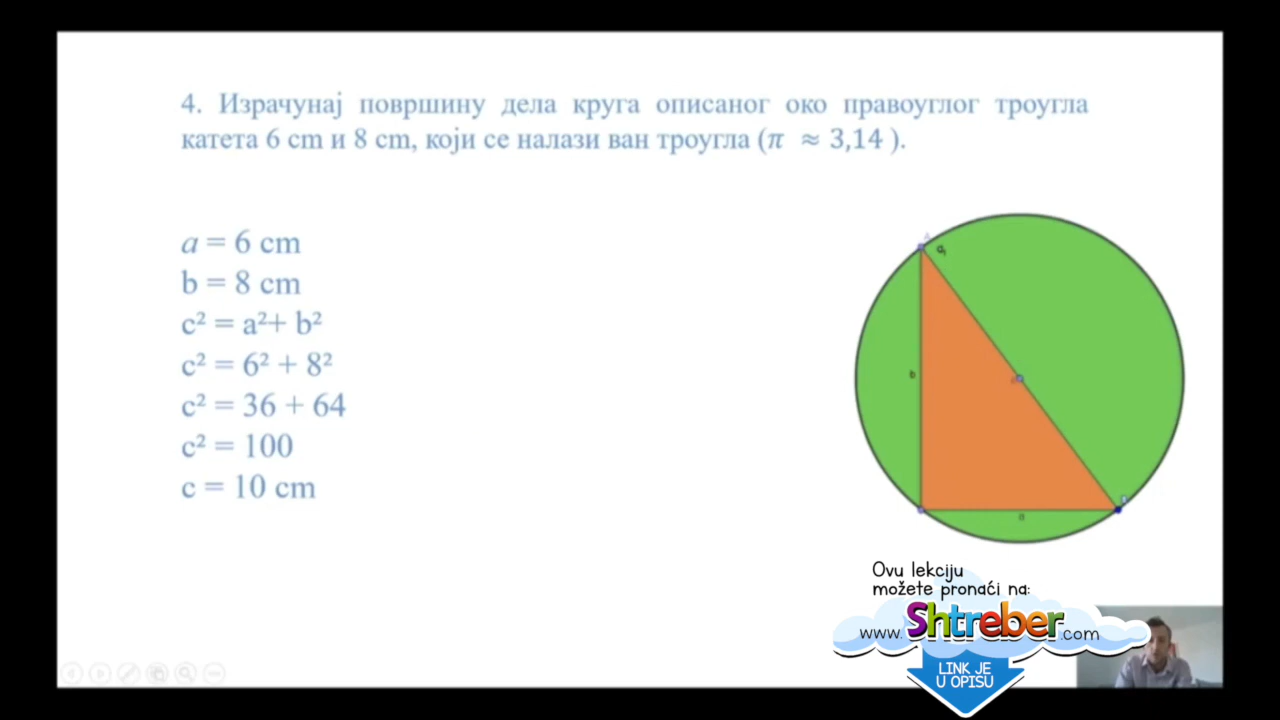 4. Израчунај површину дела круга описаног око правоуглог троугла
катета 6 cm и 8 cm, који се налази ван троугла (π ≈ 3,14 ).
a = 6 cm
b = 8 cm
c² = a²+ b²
c² = 6² + 8²
c² = 36 + 64
c² = 100
c = 10 cm
b
a
Ovu lekciju
možete pronaći na:
www.Shtreber.com
LINK JE
U OPISU